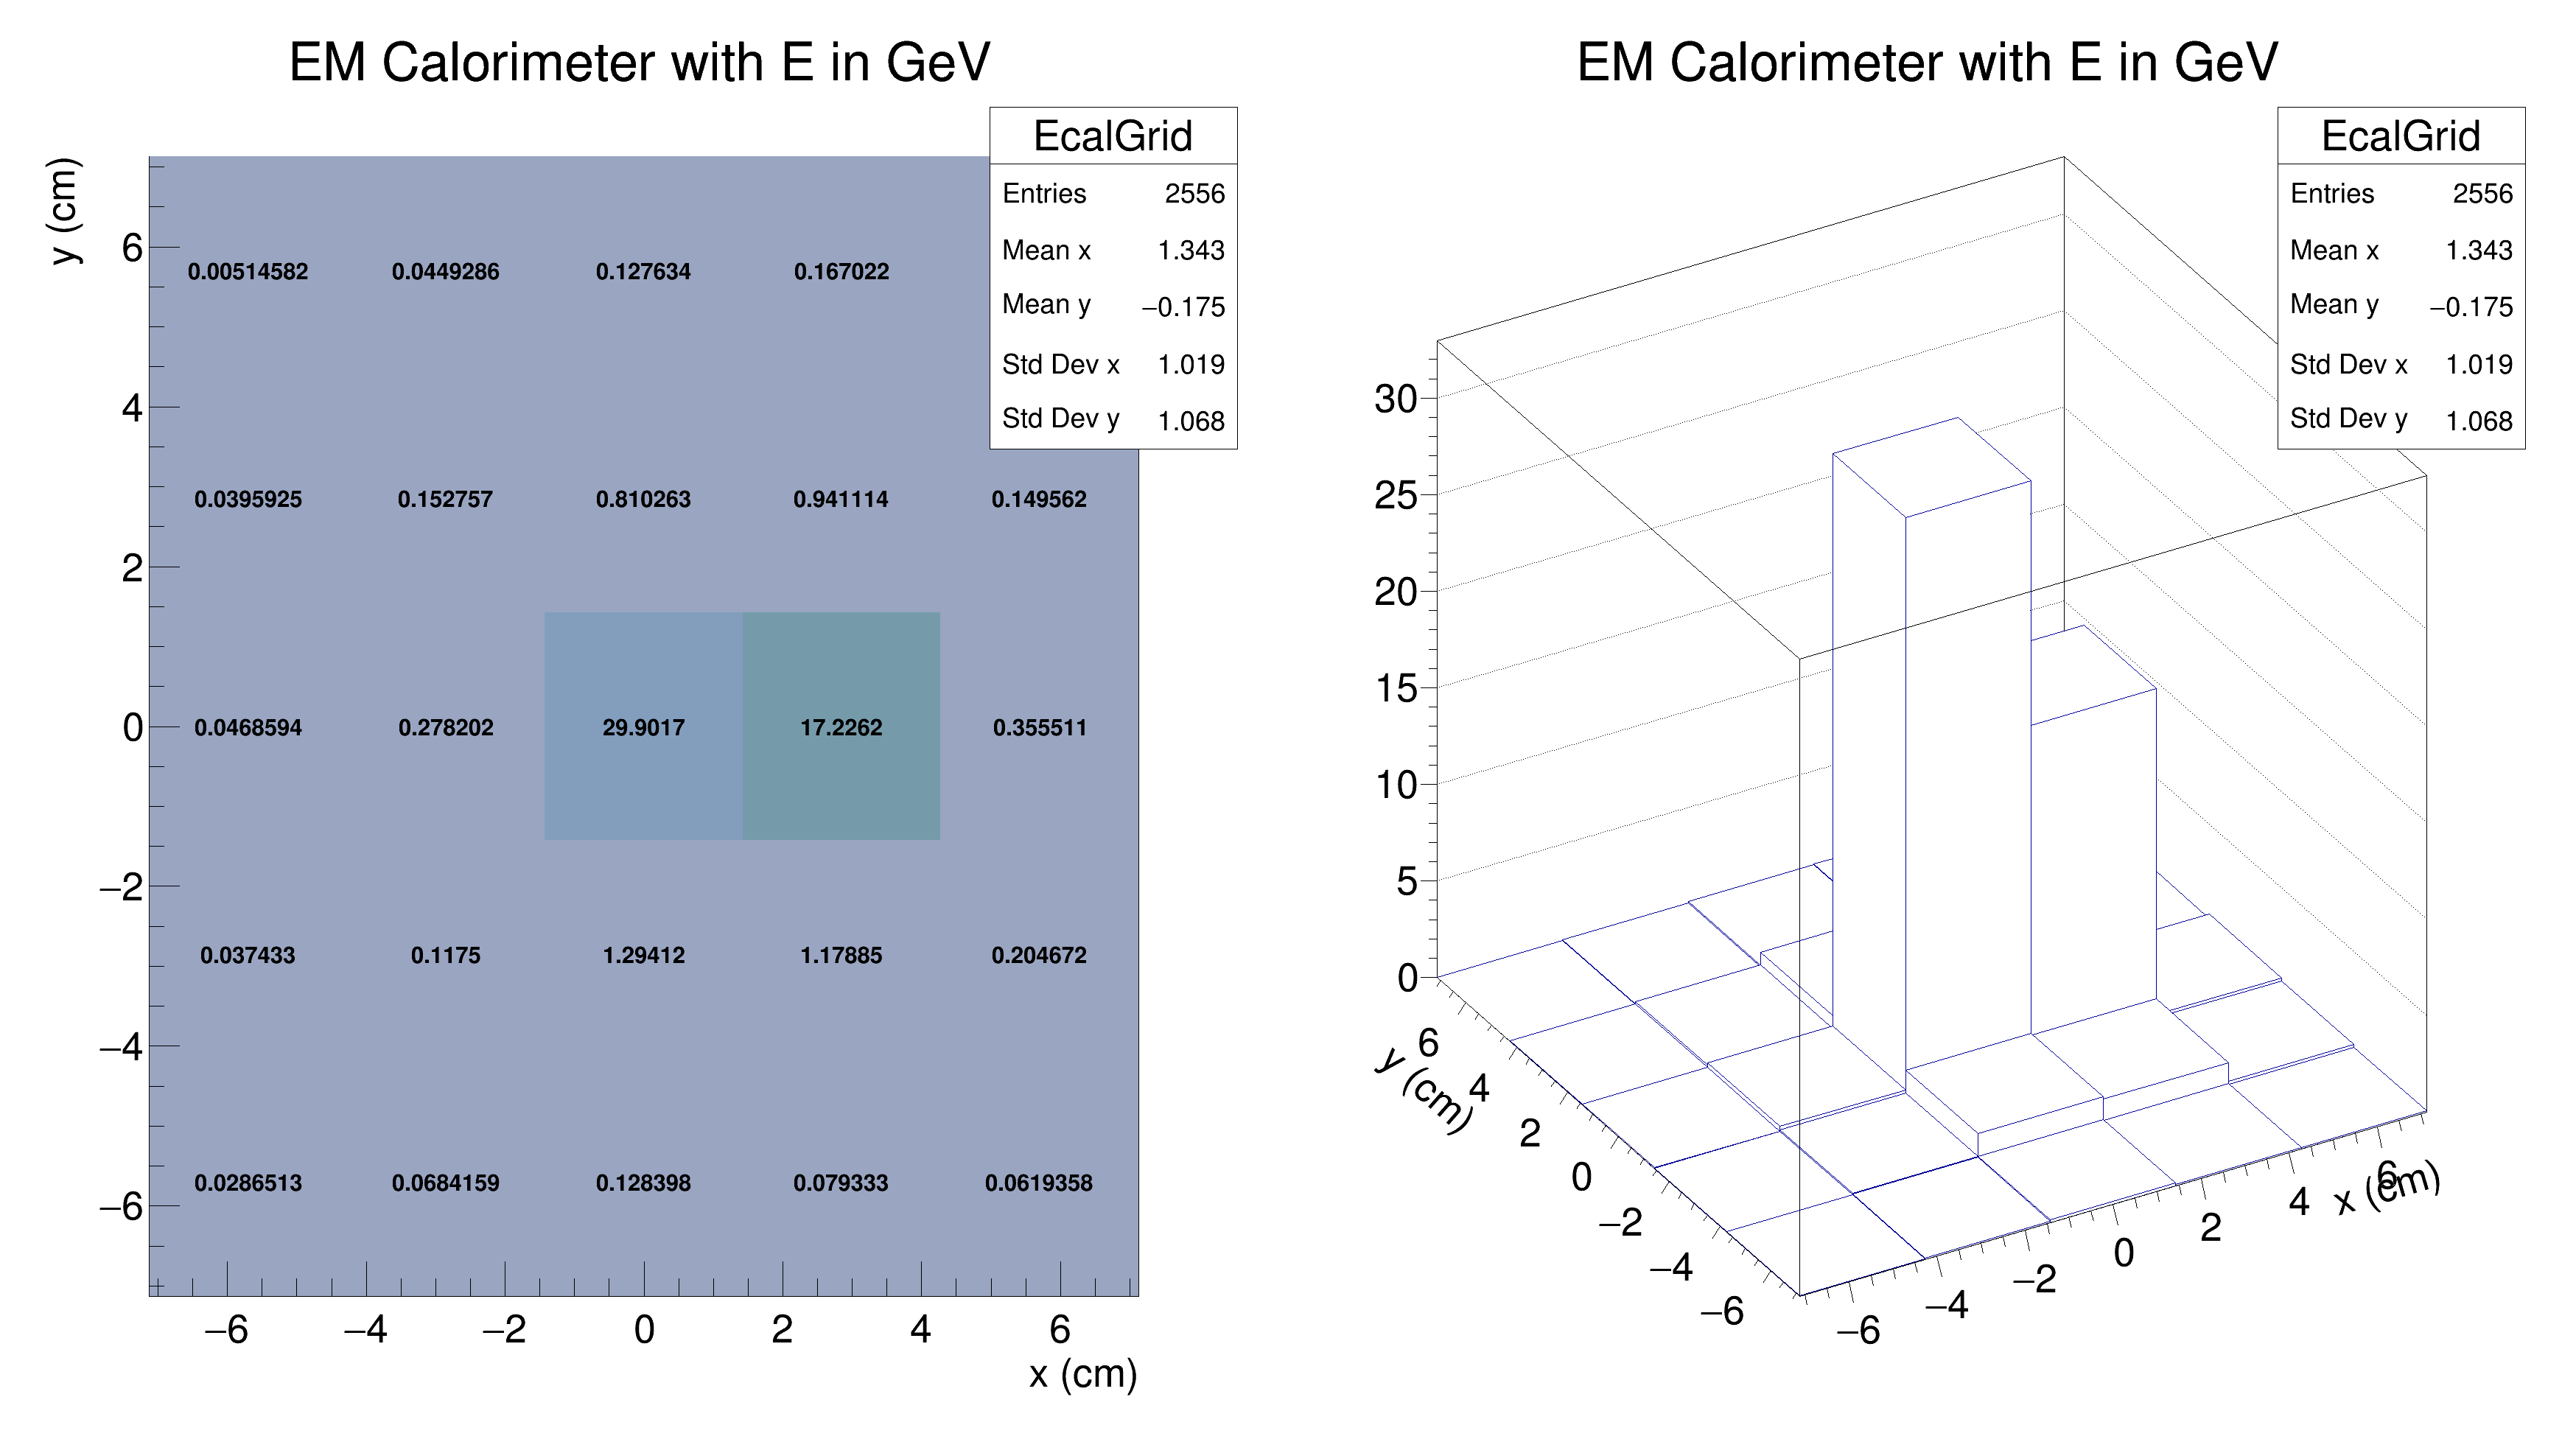 EM Calorimeter with E in GeV
EcalGrid
Entries 2556
Mean x 1.343
Mean y −0.175
Std Dev x 1.019
Std Dev y 1.068
y (cm)
6
4
2
0
−2
−4
−6
0.00514582 0.0449286 0.127634 0.167022
0.0395925 0.152757 0.810263 0.941114 0.149562
0.0468594 0.278202 29.9017 17.2262 0.355511
0.037433 0.1175 1.29412 1.17885 0.204672
0.0286513 0.0684159 0.128398 0.079333 0.0619358
−6 −4 −2 0 2 4 6
x (cm)
EM Calorimeter with E in GeV
EcalGrid
Entries 2556
Mean x 1.343
Mean y −0.175
Std Dev x 1.019
Std Dev y 1.068
30
25
20
15
10
5
0
6
4
2
0
−2
−4
−6
y (cm)
−6 −4 −2 0 2 4 6
x (cm)